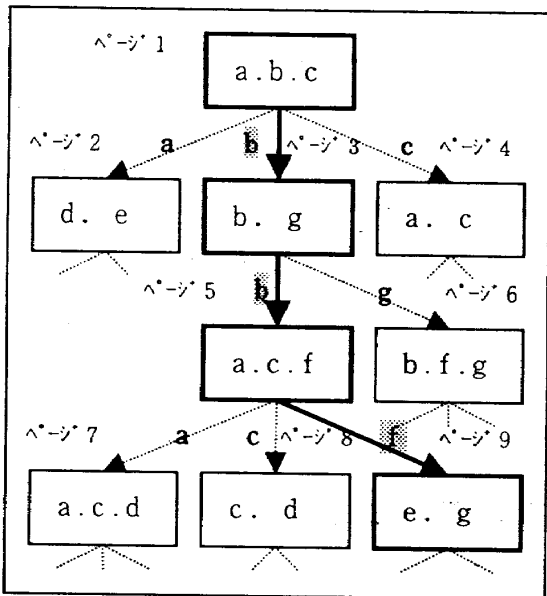 ページ1
a.b.c
ページ2 a b ページ3 c ページ4
d. e b. g a. c
ページ5 b g ページ6
a.c.f b.f.g
ページ7 a c ページ8 f ページ9
a.c.d c. d e. g